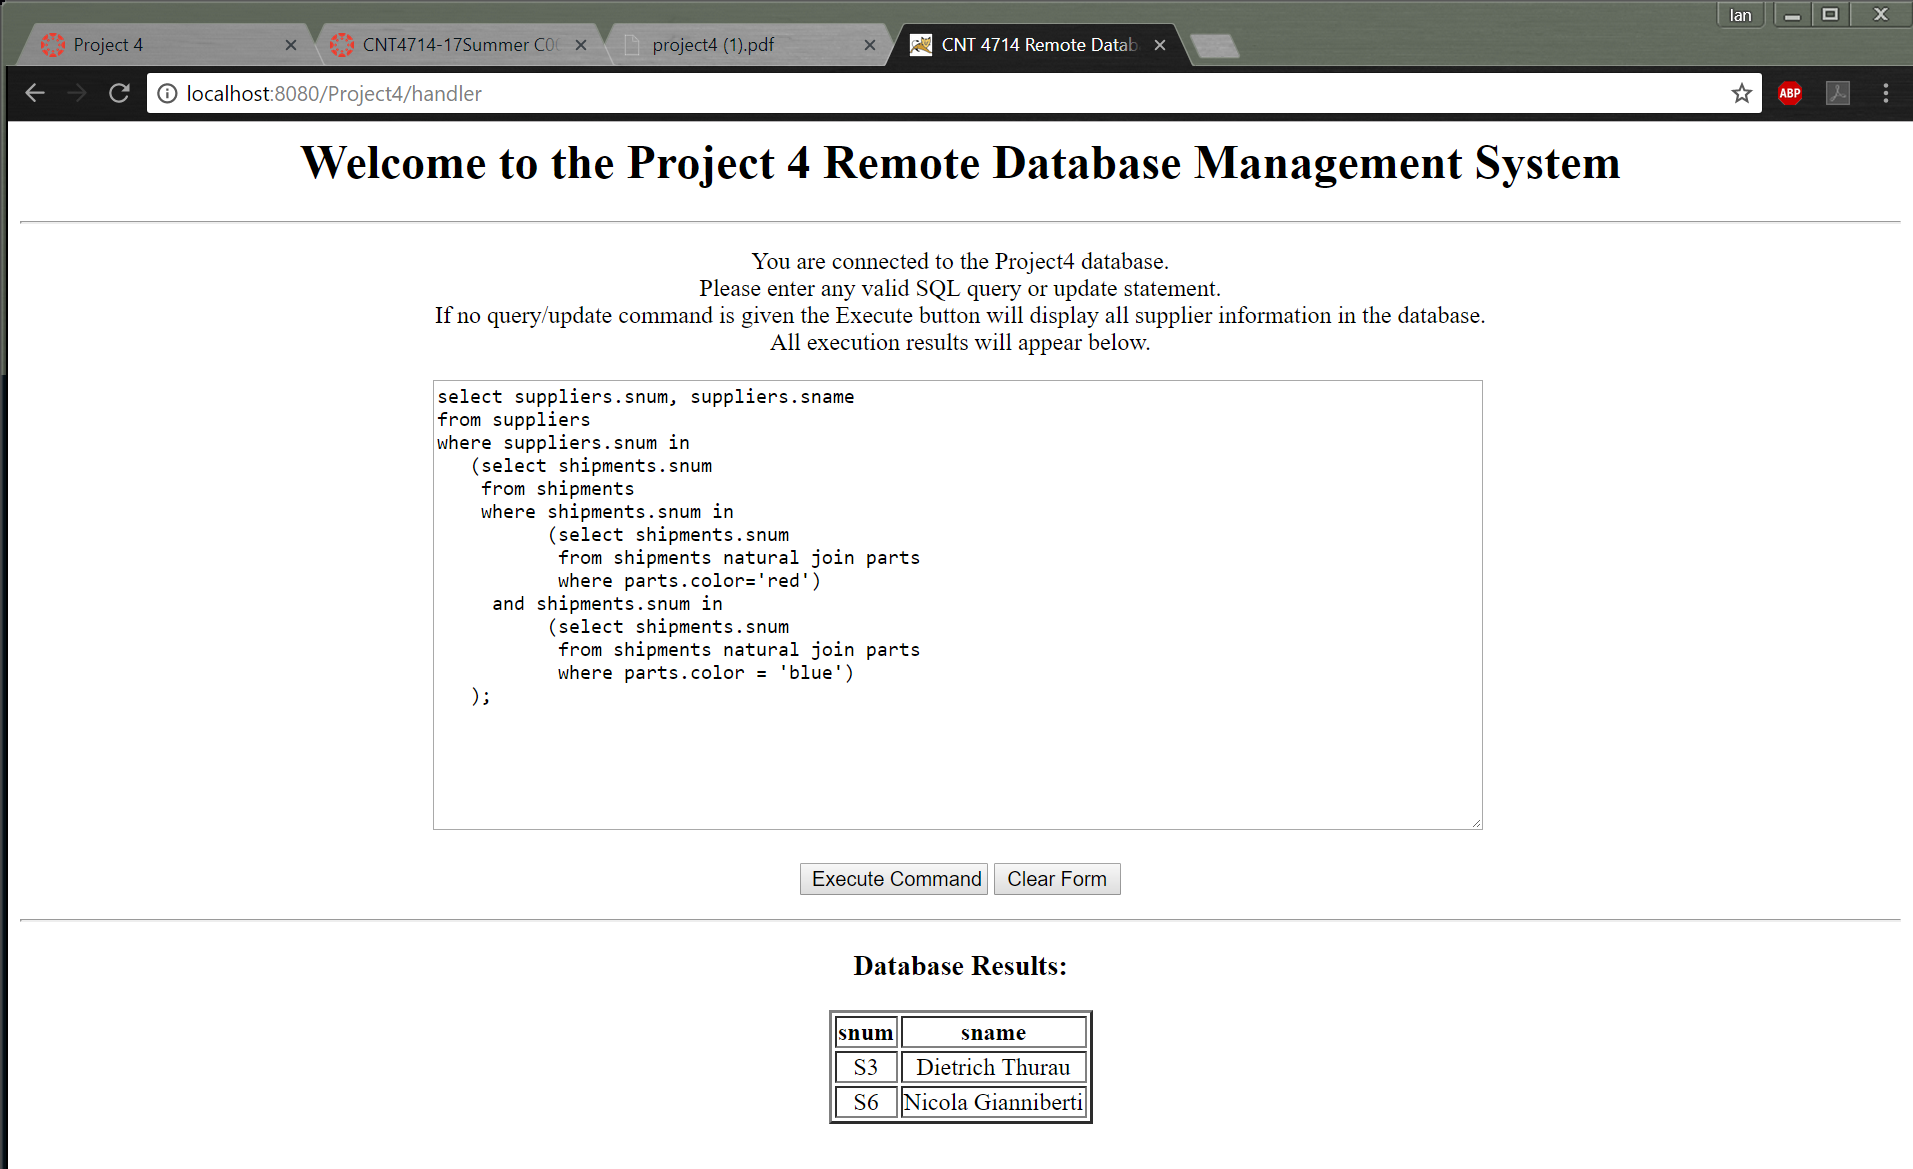 Ian
Project 4
CNT4714-17Summer C00
project4 (1).pdf
CNT 4714 Remote Datab
localhost:8080/Project4/handler
ABP
Welcome to the Project 4 Remote Database Management System
You are connected to the Project4 database.
Please enter any valid SQL query or update statement.
If no query/update command is given the Execute button will display all supplier information in the database.
All execution results will appear below.
select suppliers.snum, suppliers.sname
from suppliers
where suppliers.snum in
   (select shipments.snum
    from shipments
    where shipments.snum in
          (select shipments.snum
           from shipments natural join parts
           where parts.color='red')
     and shipments.snum in
          (select shipments.snum
           from shipments natural join parts
           where parts.color = 'blue')
   );
Execute Command Clear Form
Database Results:
snum sname
S3 Dietrich Thurau
S6 Nicola Gianniberti